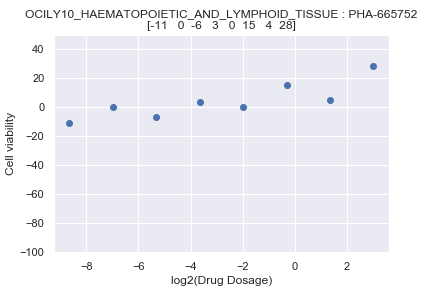 OCILY10_HAEMATOPOIETIC_AND_LYMPHOID_TISSUE : PHA-665752
[-11 0 -6 3 0 15 4 28]
40
20
0
−20
−40
−60
−80
−100
Cell viability
−8 −6 −4 −2 0 2
log2(Drug Dosage)